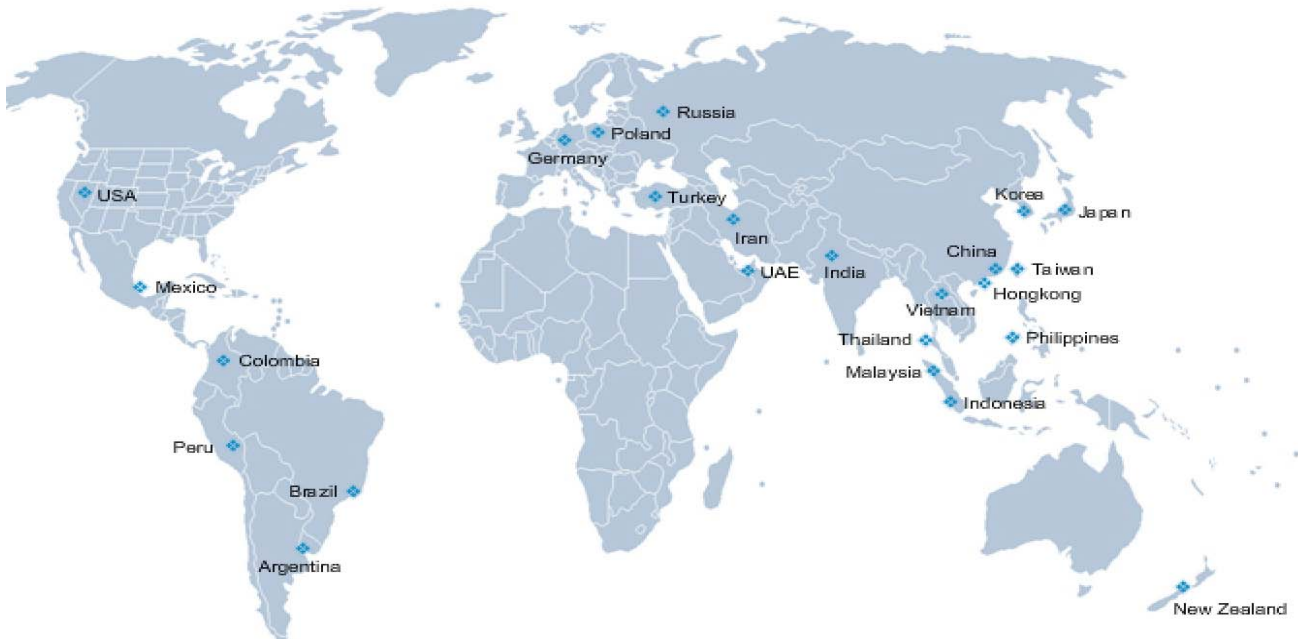 Russia
Poland
Germany
USA
Turkey
Korea
Japan
Iran
China
UAE
India
Taiwan
Mexico
Hongkong
Vietnam
Thailand
Philippines
Colombia
Malaysia
Indonesia
Peru
Brazil
Argentina
New Zealand